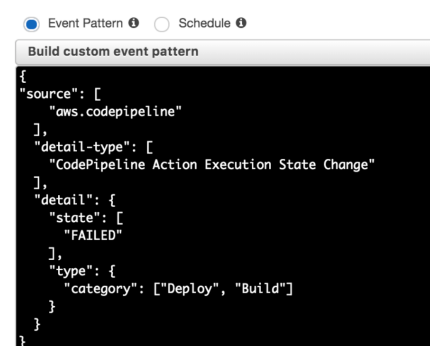 Event Pattern Schedule
Build custom event pattern
{
"source": [
    "aws.codepipeline"
  ],
  "detail-type": [
    "CodePipeline Action Execution State Change"
  ],
  "detail": {
    "state": [
      "FAILED"
    ],
    "type": {
      "category": ["Deploy", "Build"]
    }
  }
}